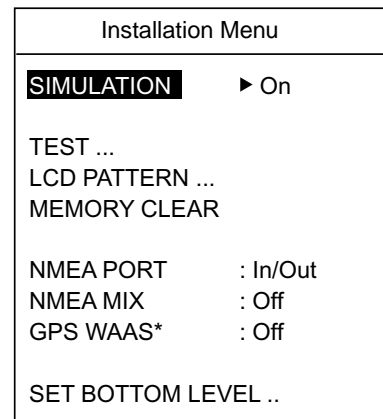 Installation Menu
SIMULATION ▶ On
TEST ...
LCD PATTERN ...
MEMORY CLEAR
NMEA PORT : In/Out
NMEA MIX : Off
GPS WAAS* : Off
SET BOTTOM LEVEL ..